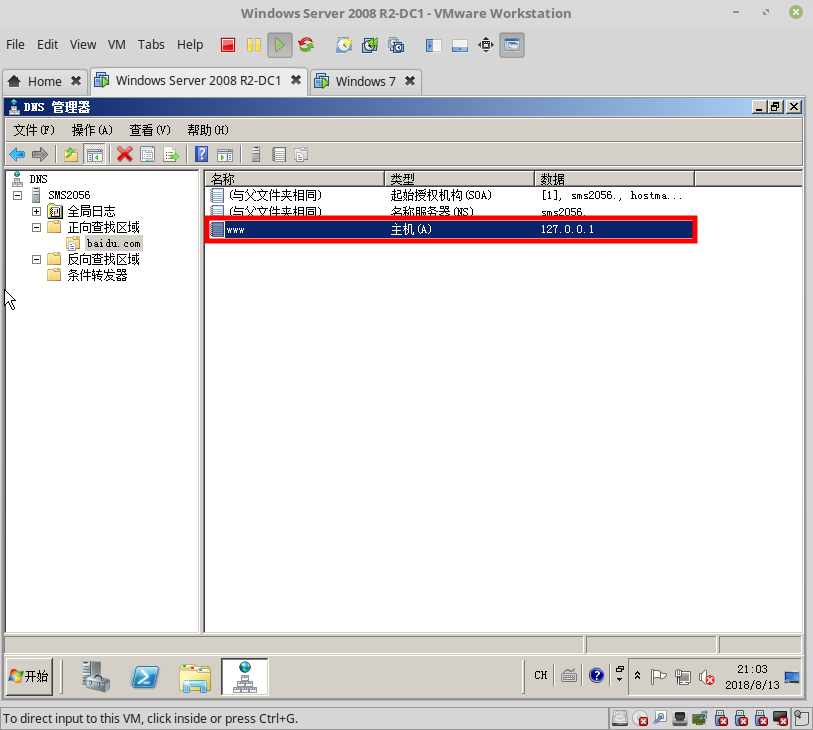 Windows Server 2008 R2-DC1 - VMware Workstation
File Edit View VM Tabs Help
Home Windows Server 2008 R2-DC1 Windows 7
DNS 管理器
文件(F) 操作(A) 查看(V) 帮助(H)
DNS
SMS2056
全局日志
正向查找区域
baidu.com
反向查找区域
条件转发器
名称 类型 数据
(与父文件夹相同) 起始授权机构(SOA) [1], sms2056., hostma...
(与父文件夹相同) 名称服务器(NS) sms2056.
www 主机(A) 127.0.0.1
开始 CH 21:03
2018/8/13
To direct input to this VM, click inside or press Ctrl+G.